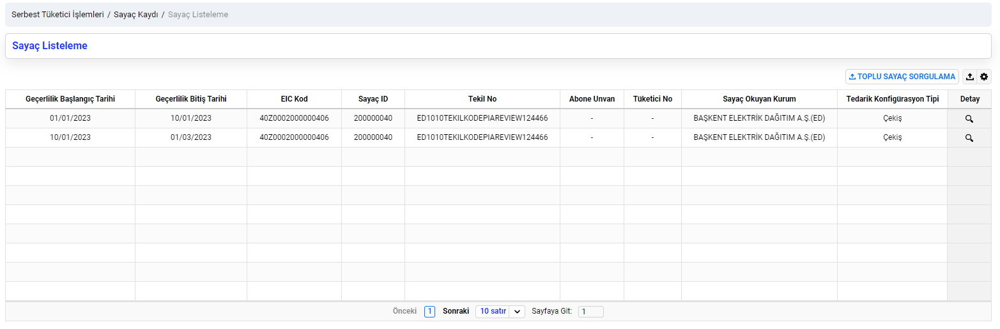 Serbest Tüketici İşlemleri / Sayaç Kaydı / Sayaç Listeleme
Sayaç Listeleme
TOPLU SAYAÇ SORGULAMA
Geçerlilik Başlangıç Tarihi Geçerlilik Bitiş Tarihi EIC Kod Sayaç ID Tekil No Abone Unvan Tüketici No Sayaç Okuyan Kurum Tedarik Konfigürasyon Tipi Detay
01/01/2023 10/01/2023 40Z0002000000406 200000040 ED1010TEKILKODEPIAREVIEW124466 - - BAŞKENT ELEKTRİK DAĞITIM A.Ş.(ED) Çekiş
10/01/2023 01/03/2023 40Z0002000000406 200000040 ED1010TEKILKODEPIAREVIEW124466 - - BAŞKENT ELEKTRİK DAĞITIM A.Ş.(ED) Çekiş
Önceki 1 Sonraki 10 satır Sayfaya Git: 1